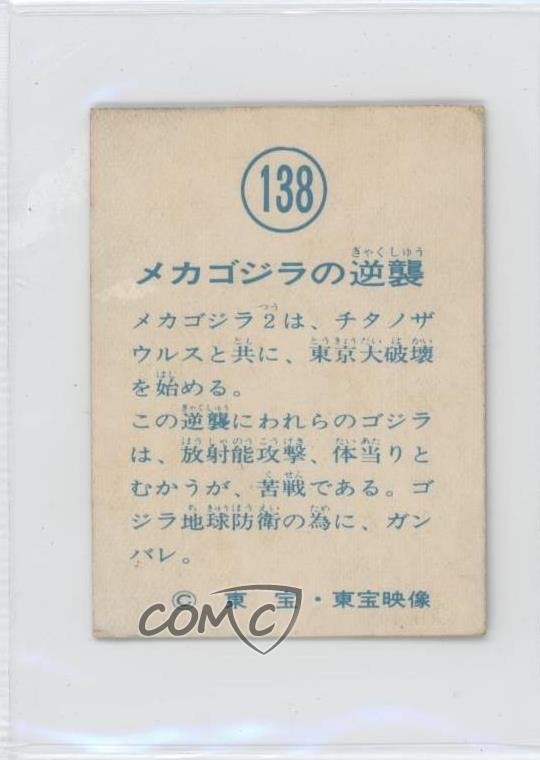 138
メカゴジラの逆襲
メカゴジラ2は、チタノザ
ウルスと共に、東京大破壊
を始める。
この逆襲にわれらのゴジラ
は、放射能攻撃、体当りと
むかうが、苦戦である。ゴ
ジラ地球防衛の為に、ガン
バレ。
© 東宝・東宝映像
COMC